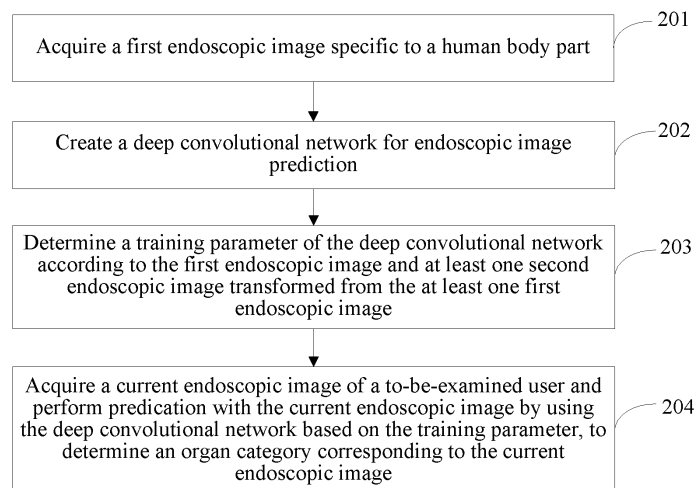 Acquire a first endoscopic image specific to a human body part
201
Create a deep convolutional network for endoscopic image
prediction
202
Determine a training parameter of the deep convolutional network
according to the first endoscopic image and at least one second
endoscopic image transformed from the at least one first
endoscopic image
203
Acquire a current endoscopic image of a to-be-examined user and
perform predication with the current endoscopic image by using
the deep convolutional network based on the training parameter, to
determine an organ category corresponding to the current
endoscopic image
204